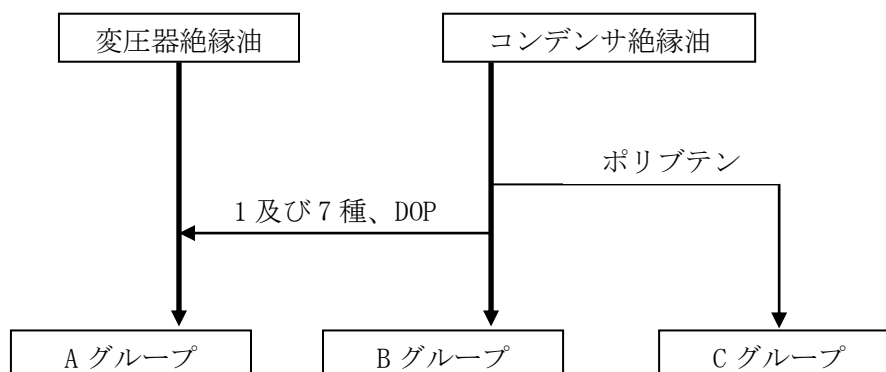 変圧器絶縁油
コンデンサ絶縁油
ポリブテン
1及び7種、DOP
Aグループ
Bグループ
Cグループ